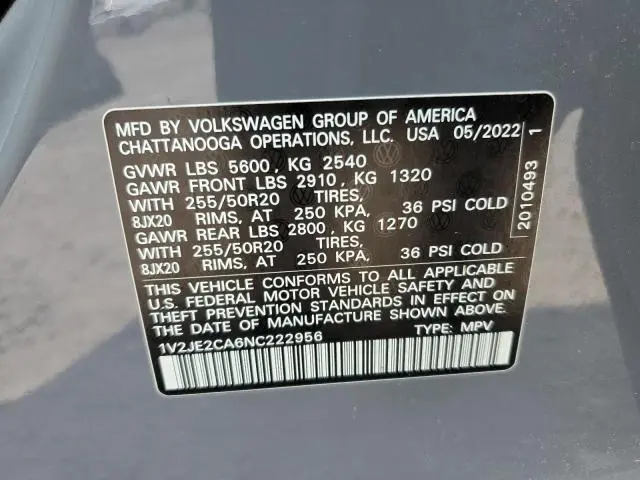 MFD BY VOLKSWAGEN GROUP OF AMERICA
CHATTANOOGA OPERATIONS, LLC. USA 05/2022
GVWR LBS 5600, KG 2540
GAWR FRONT LBS 2910, KG 1320
WITH 255/50R20 TIRES,
8JX20 RIMS, AT 250 KPA, 36 PSI COLD
GAWR REAR LBS 2800, KG 1270
WITH 255/50R20 TIRES,
8JX20 RIMS, AT 250 KPA, 36 PSI COLD
THIS VEHICLE CONFORMS TO ALL APPLICABLE
U.S. FEDERAL MOTOR VEHICLE SAFETY AND
THEFT PREVENTION STANDARDS IN EFFECT ON
THE DATE OF MANUFACTURE SHOWN ABOVE.
1V2JE2CA6NC222956 TYPE: MPV
2010493 1